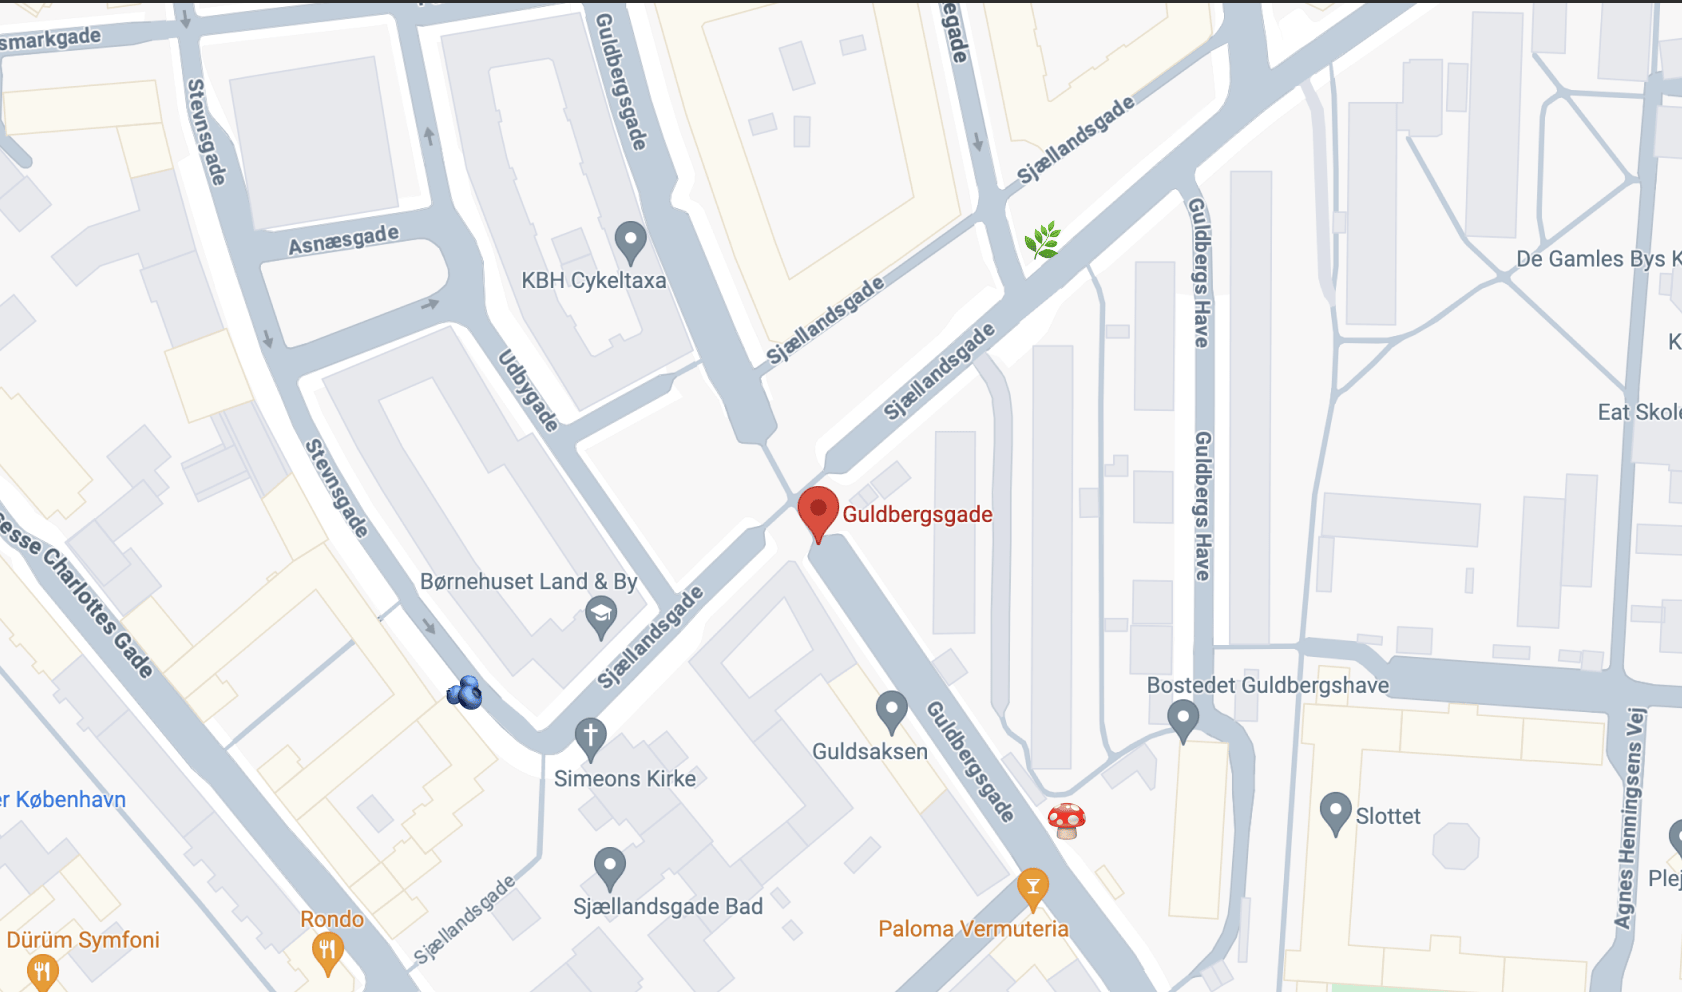 smarkgade
Stevnsgade
Guldbergsgade
egade
Sjællandsgade
Asnæsgade
KBH Cykeltaxa
Guldbergs Have
De Gamles Bys K
Sjællandsgade
Sjællandsgade
K
Udbygade
Eat Skole
Stevnsgade
Guldbergs Have
Guldbergsgade
esse Charlottes Gade
Børnehuset Land & By
Sjællandsgade
Bostedet Guldbergshave
Guldsaksen
Guldbergsgade
Simeons Kirke
Agnes Henningsens Vej
er København
Slottet
Plej
Sjællandsgade Bad
Sjællandsgade
Rondo
Paloma Vermuteria
Dürüm Symfoni